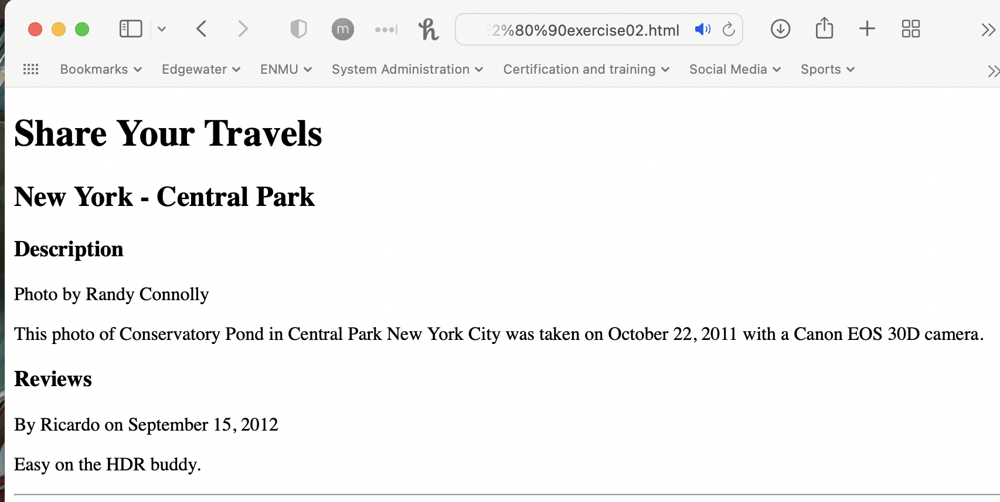 m
2%80%90exercise02.html
Bookmarks Edgewater ENMU System Administration Certification and training Social Media Sports
Share Your Travels
New York - Central Park
Description
Photo by Randy Connolly
This photo of Conservatory Pond in Central Park New York City was taken on October 22, 2011 with a Canon EOS 30D camera.
Reviews
By Ricardo on September 15, 2012
Easy on the HDR buddy.